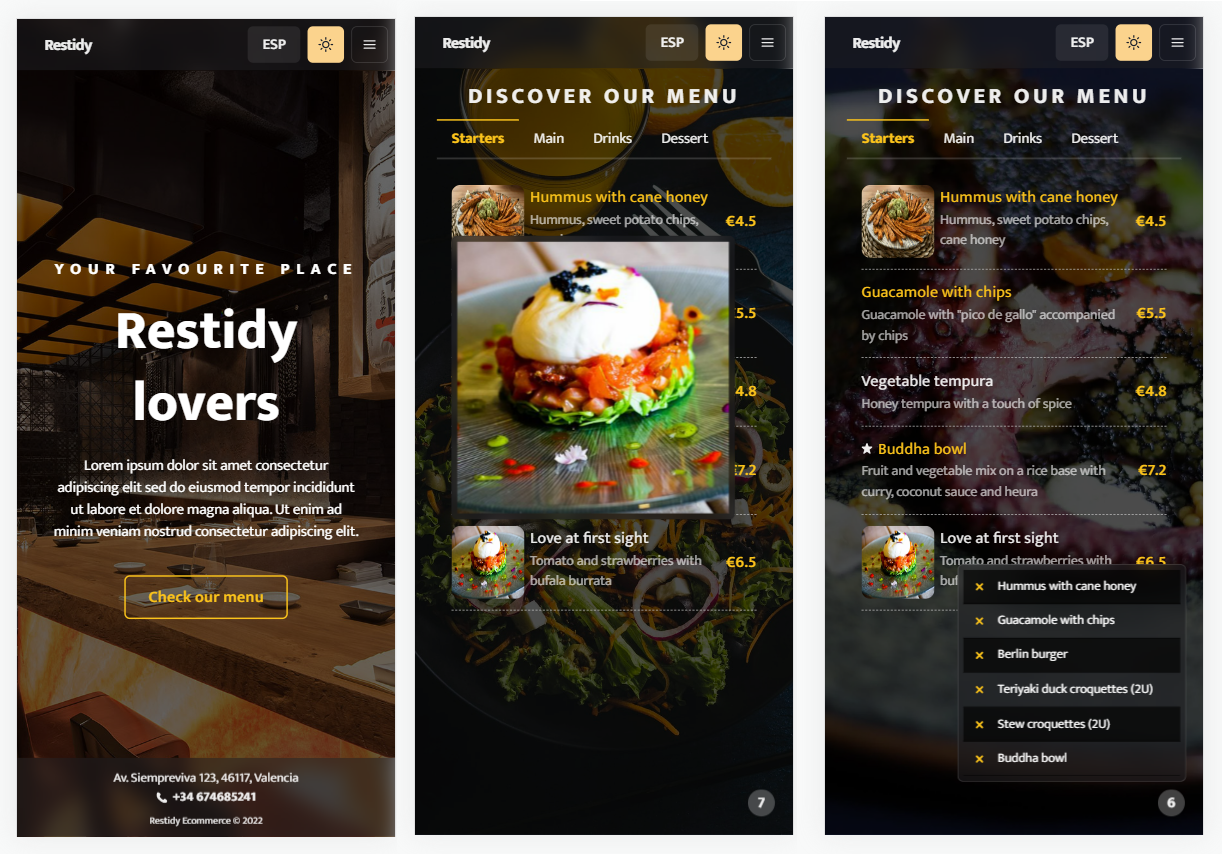 Restidy
ESP
YOUR FAVOURITE PLACE
Restidy
lovers
Lorem ipsum dolor sit amet consectetur
adipiscing elit sed do eiusmod tempor incididunt
ut labore et dolore magna aliqua. Ut enim ad
minim veniam nostrud consectetur adipiscing elit.
Check our menu
Av. Siempreviva 123, 46117, Valencia
+34 674685241
Restidy Ecommerce © 2022
Restidy
ESP
DISCOVER OUR MENU
Starters Main Drinks Dessert
Hummus with cane honey
Hummus, sweet potato chips,
€4.5
5.5
4.8
€7.2
Love at first sight
Tomato and strawberries with
bufala burrata
€6.5
7
Restidy
ESP
DISCOVER OUR MENU
Starters Main Drinks Dessert
Hummus with cane honey
Hummus, sweet potato chips,
cane honey
€4.5
Guacamole with chips
Guacamole with "pico de gallo" accompanied
by chips
€5.5
Vegetable tempura
Honey tempura with a touch of spice
€4.8
Buddha bowl
Fruit and vegetable mix on a rice base with
curry, coconut sauce and heura
€7.2
Love at first sight
Tomato and strawberries with
buf
€6.5
Hummus with cane honey
Guacamole with chips
Berlin burger
Teriyaki duck croquettes (2U)
Stew croquettes (2U)
Buddha bowl
6